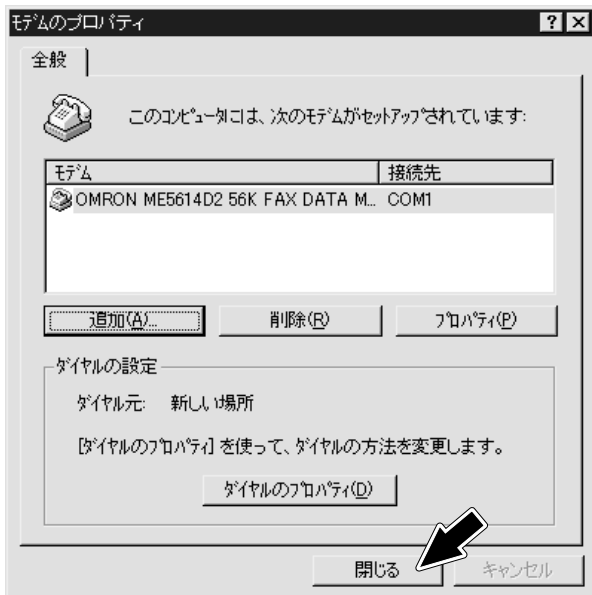 モデムのプロパティ
全般
このコンピュータには、次のモデムがセットアップされています:
モデム 接続先
OMRON ME5614D2 56K FAX DATA M... COM1
追加(A)... 削除(R) プロパティ(P)
ダイヤルの設定
ダイヤル元: 新しい場所
[ダイヤルのプロパティ] を使って、ダイヤルの方法を変更します。
ダイヤルのプロパティ(D)
閉じる キャンセル